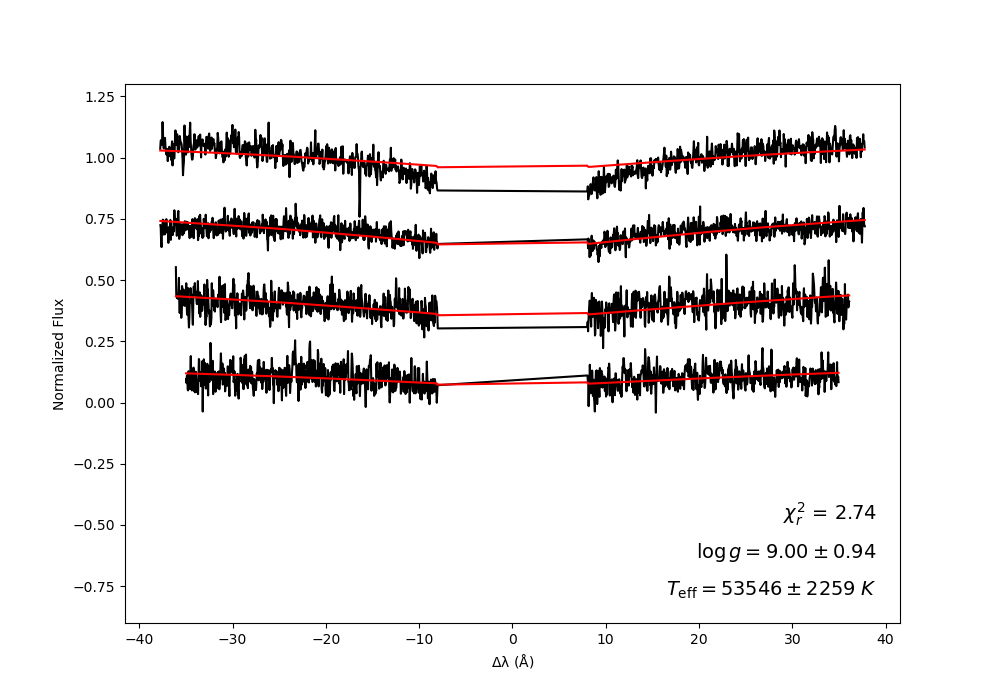 1.25
1.00
0.75
0.50
0.25
0.00
−0.25
−0.50
−0.75
Normalized Flux
χ²ᵣ = 2.74
log g = 9.00 ± 0.94
T_eff = 53546 ± 2259 K
−40 −30 −20 −10 0 10 20 30 40
Δλ (Å)